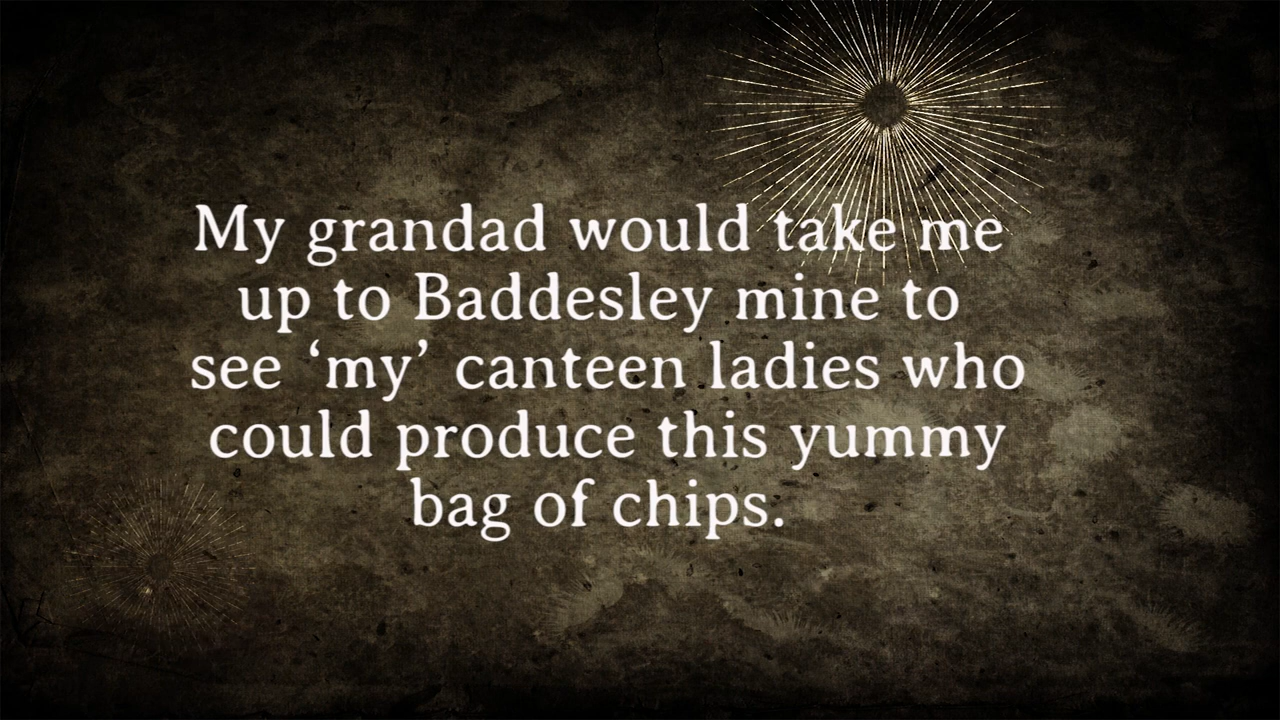 My grandad would take me
up to Baddesley mine to
see ‘my’ canteen ladies who
could produce this yummy
bag of chips.